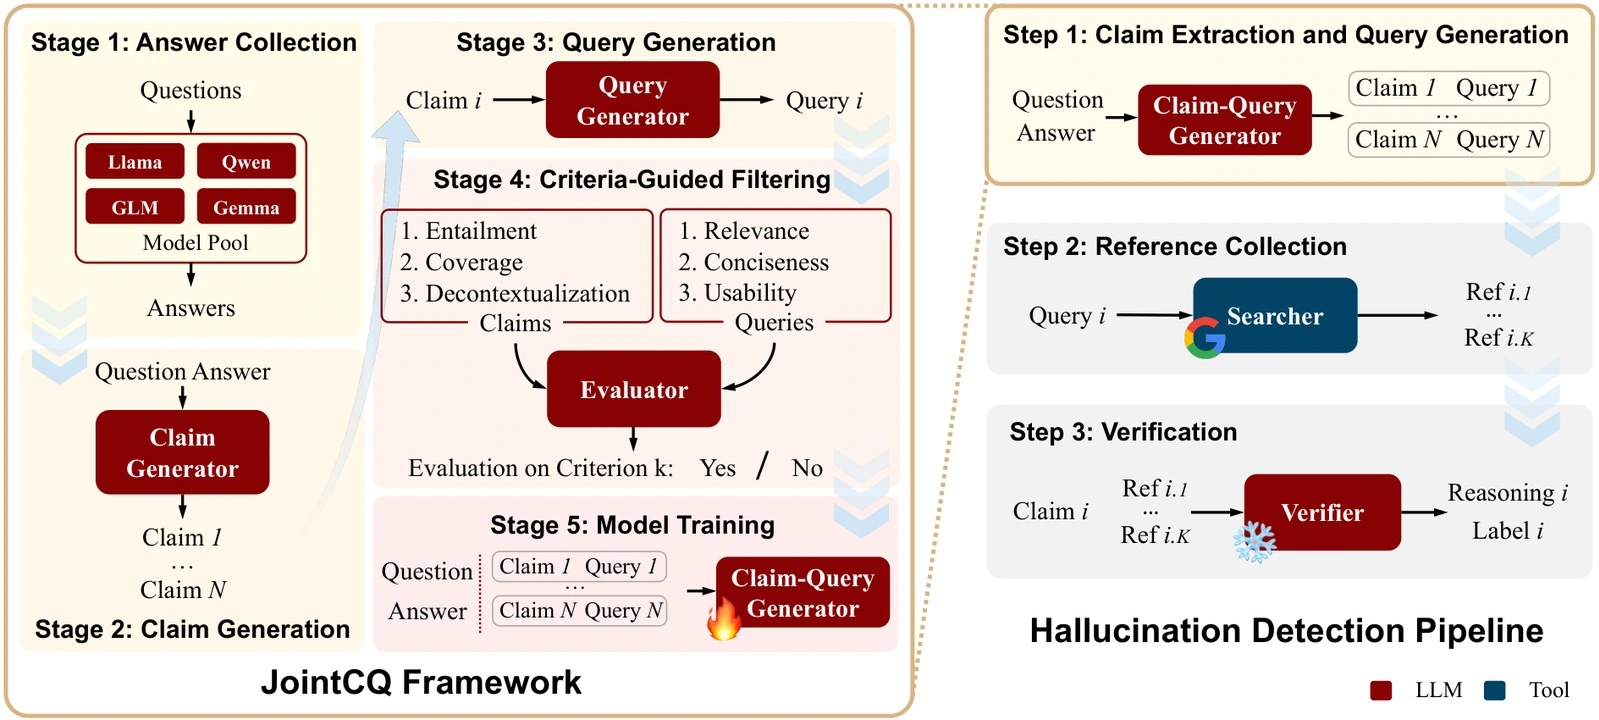 Stage 1: Answer Collection
Questions
Llama Qwen
GLM Gemma
Model Pool
Answers
Question Answer
Claim
Generator
Claim 1
...
Claim N
Stage 2: Claim Generation
Stage 3: Query Generation
Claim i
Query
Generator
Query i
Stage 4: Criteria-Guided Filtering
1. Entailment
2. Coverage
3. Decontextualization
Claims
1. Relevance
2. Conciseness
3. Usability
Queries
Evaluator
Evaluation on Criterion k: Yes / No
Stage 5: Model Training
Question
Answer
Claim 1 Query 1
...
Claim N Query N
Claim-Query
Generator
JointCQ Framework
Step 1: Claim Extraction and Query Generation
Question
Answer
Claim-Query
Generator
Claim 1 Query 1
...
Claim N Query N
Step 2: Reference Collection
Query i
Searcher
Ref i.1
...
Ref i.K
Step 3: Verification
Claim i
Ref i.1
...
Ref i.K
Verifier
Reasoning i
Label i
Hallucination Detection Pipeline
LLM Tool